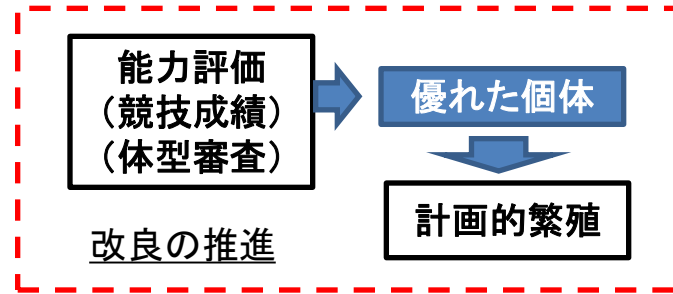 能力評価
（競技成績）
（体型審査）
優れた個体
計画的繁殖
改良の推進